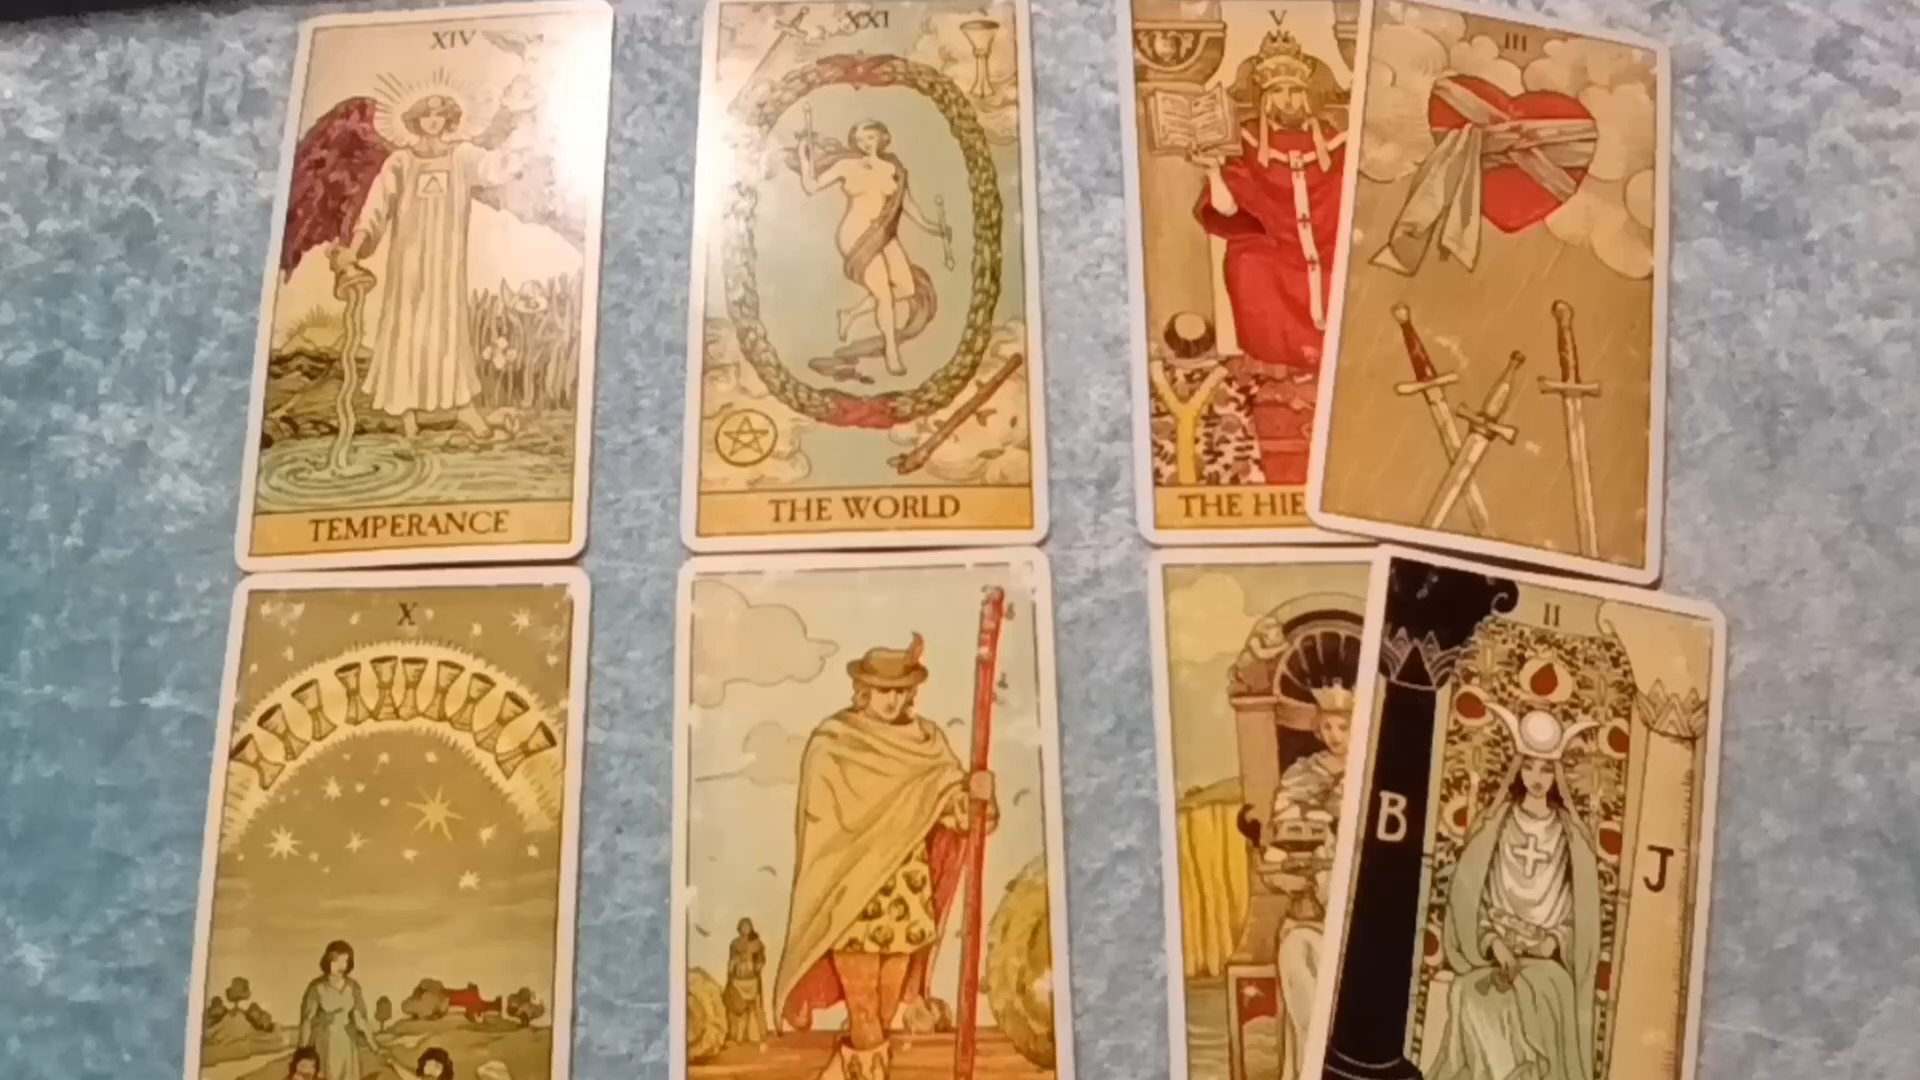 XIV
TEMPERANCE
XXI
THE WORLD
V
THE HIE
III
X
II
B
J